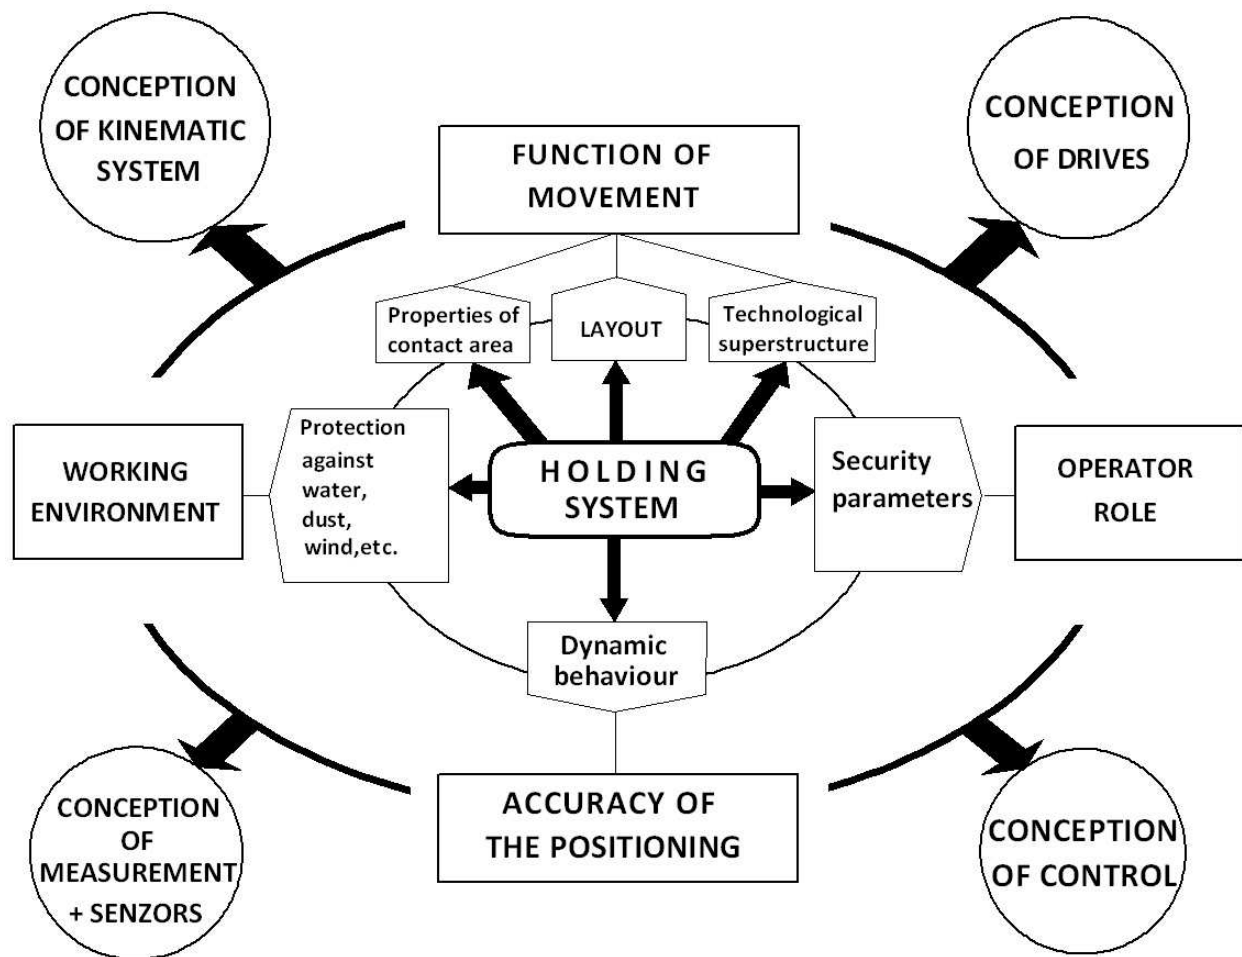 CONCEPTION
OF KINEMATIC
SYSTEM
CONCEPTION
OF DRIVES
FUNCTION OF
MOVEMENT
Properties of
contact area
LAYOUT
Technological
superstructure
WORKING
ENVIRONMENT
Protection
against
water,
dust,
wind,etc.
HOLDING
SYSTEM
Security
parameters
OPERATOR
ROLE
Dynamic
behaviour
ACCURACY OF
THE POSITIONING
CONCEPTION
OF
MEASUREMENT
+ SENZORS
CONCEPTION
OF CONTROL